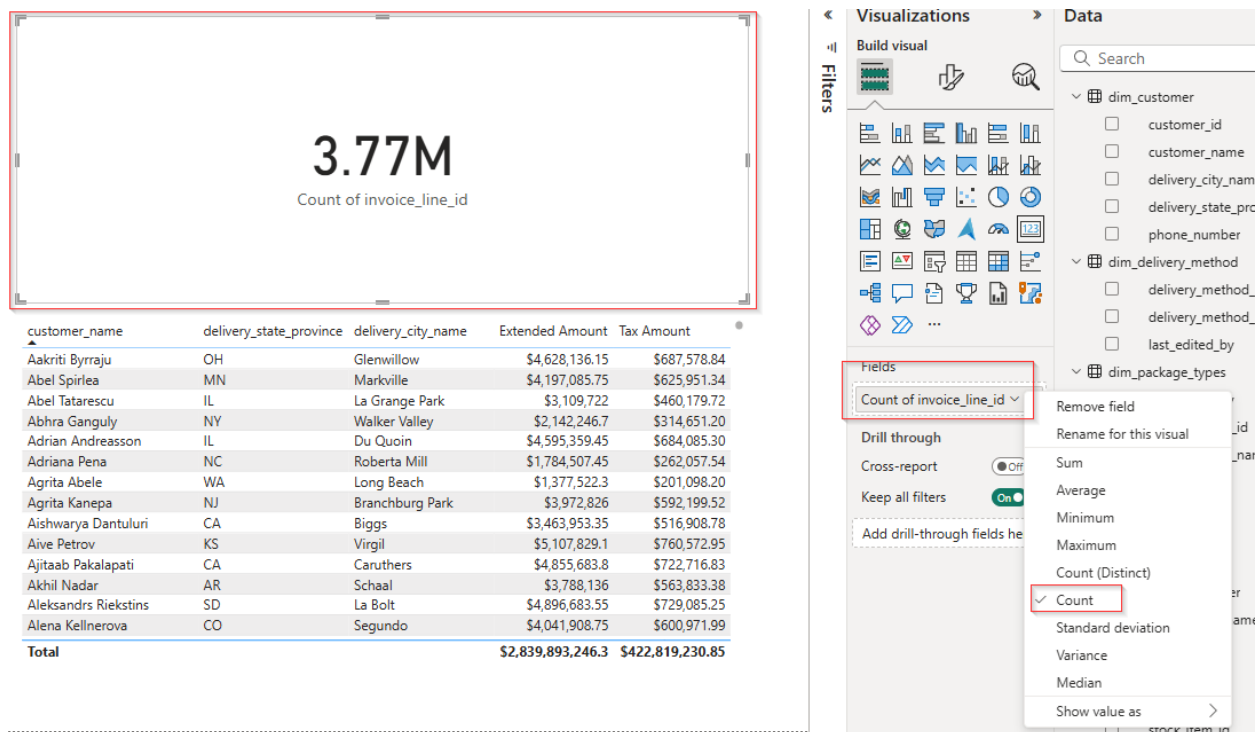 3.77M
Count of invoice_line_id
customer_name delivery_state_province delivery_city_name Extended Amount Tax Amount
Aakriti Byrraju OH Glenwillow $4,628,136.15 $687,578.84
Abel Spirlea MN Markville $4,197,085.75 $625,951.34
Abel Tatarescu IL La Grange Park $3,109,722 $460,179.72
Abhra Ganguly NY Walker Valley $2,142,246.7 $314,651.20
Adrian Andreasson IL Du Quoin $4,595,359.45 $684,085.30
Adriana Pena NC Roberta Mill $1,784,507.45 $262,057.54
Agrita Abele WA Long Beach $1,377,522.3 $201,098.20
Agrita Kanepa NJ Branchburg Park $3,972,826 $592,199.52
Aishwarya Dantuluri CA Biggs $3,463,953.35 $516,908.78
Aive Petrov KS Virgil $5,107,829.1 $760,572.95
Ajitaab Pakalapati CA Caruthers $4,855,683.8 $722,716.83
Akhil Nadar AR Schaal $3,788,136 $563,833.38
Aleksandrs Riekstins SD La Bolt $4,896,683.55 $729,085.25
Alena Kellnerova CO Segundo $4,041,908.75 $600,971.99
Total $2,839,893,246.3 $422,819,230.85
Filters
Visualizations
Build visual
123
Fields
Count of invoice_line_id
Drill through
Cross-report Off
Keep all filters On
Add drill-through fields he
Remove field
Rename for this visual
Sum
Average
Minimum
Maximum
Count (Distinct)
Count
Standard deviation
Variance
Median
Show value as
Data
Search
dim_customer
customer_id
customer_name
delivery_city_nam
delivery_state_pro
phone_number
dim_delivery_method
delivery_method_
delivery_method_
last_edited_by
dim_package_types
_id
_nar
er
ame
stock_item_id